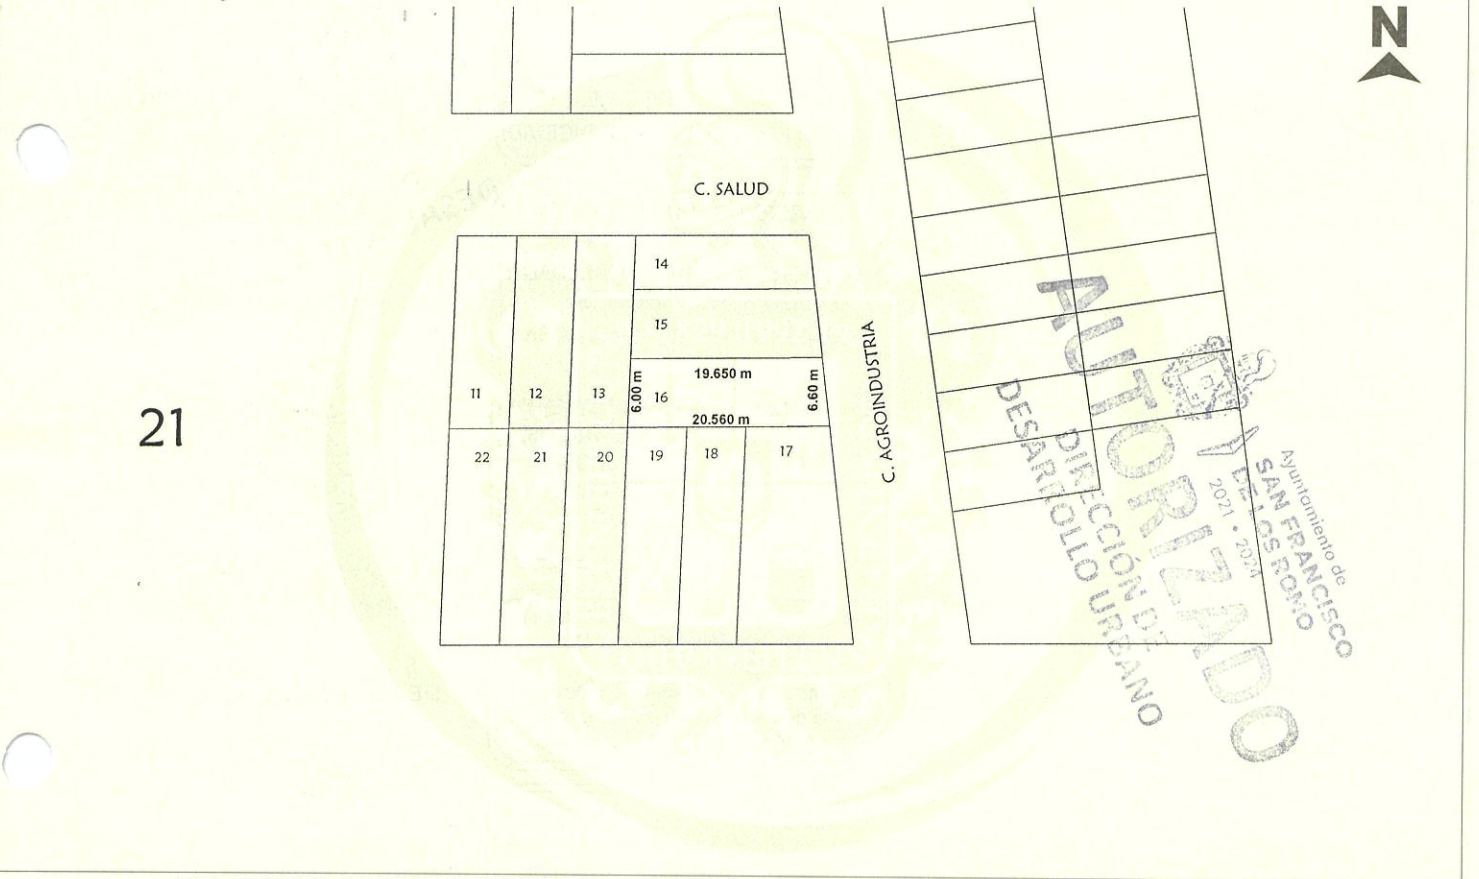 N
C. SALUD
14
15
19.650 m
6.00 m
16
6.60 m
20.560 m
11
12
13
22
21
20
19
18
17
C. AGROINDUSTRIA
21
AUTORIZADO
DIRECCIÓN DE
DESARROLLO URBANO
Ayuntamiento de
SAN FRANCISCO
DE LOS ROMO
2021 • 2024